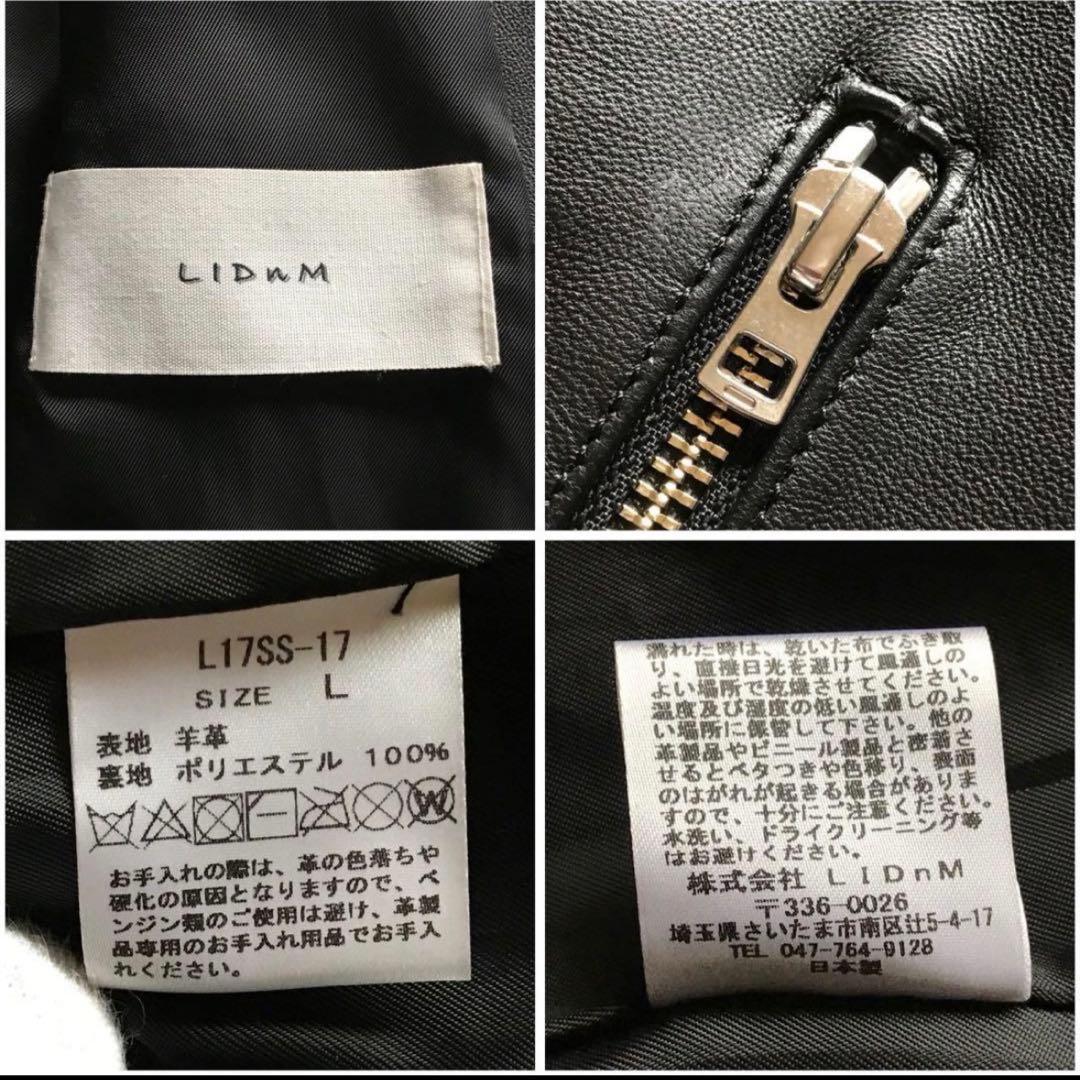 LIDnM
L17SS-17
SIZE L
表地 羊革
裏地 ポリエステル 100%
お手入れの際は、革の色落ちや
硬化の原因となりますので、ベ
ンジン類のご使用は避け、革製
品専用のお手入れ用品でお手入
れください。
濡れた時は、乾いた布でふき取
り、直接日光を避けて風通しの
よい場所で乾燥させてください。
温度及び湿度の低い風通しのよ
い場所に保管して下さい。他の
革製品やビニール製品と密着さ
せるとベタつきや色移り、表面
のはがれが起きる場合がありま
すので、十分にご注意ください。
水洗い、ドライクリーニング等
はお避けください。
株式会社 LIDnM
〒336-0026
埼玉県さいたま市南区辻5-4-17
TEL 047-764-9128
日本製